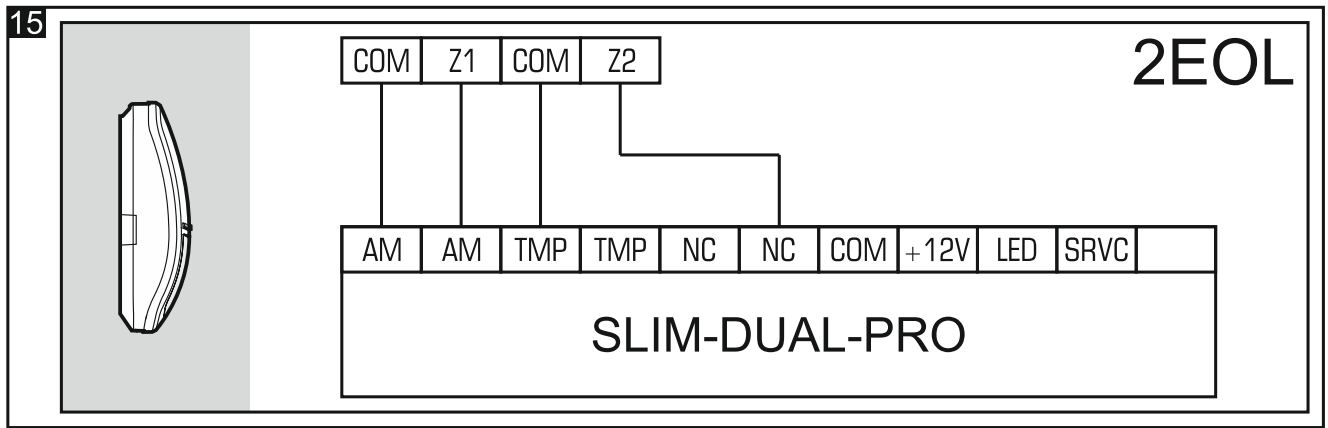 15
2EOL
COM Z1 COM Z2
AM AM TMP TMP NC NC COM +12V LED SRVC
SLIM-DUAL-PRO